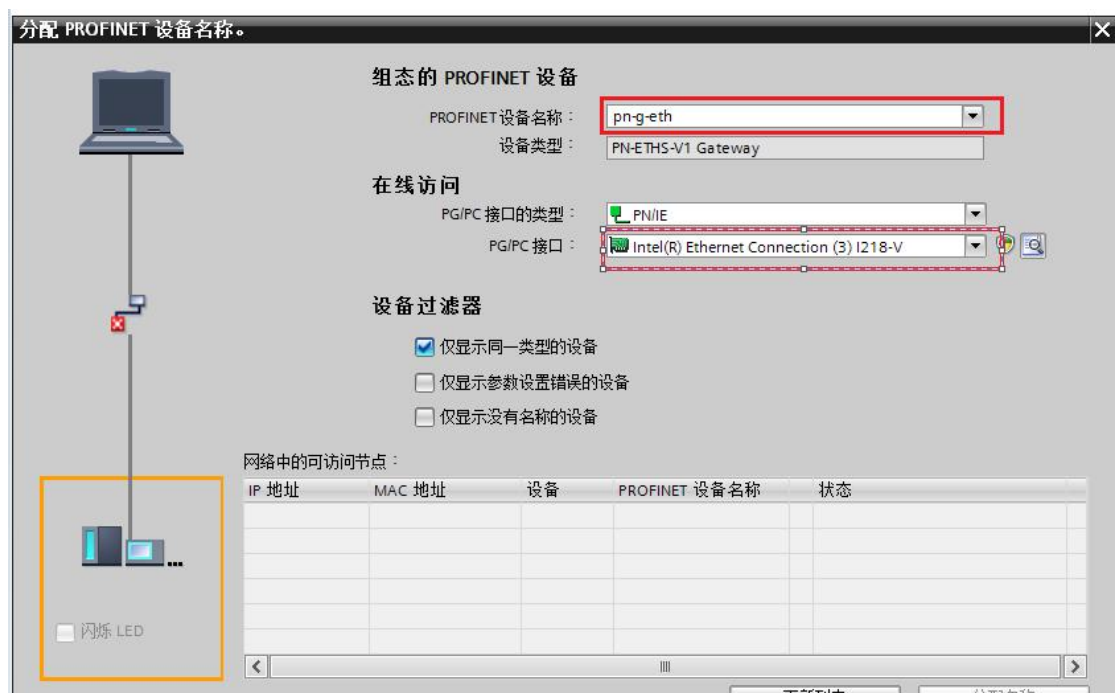 分配 PROFINET 设备名称。
组态的 PROFINET 设备
PROFINET设备名称： pn-g-eth
设备类型： PN-ETHS-V1 Gateway
在线访问
PG/PC 接口的类型： PN/IE
PG/PC 接口： Intel(R) Ethernet Connection (3) I218-V
设备过滤器
仅显示同一类型的设备
仅显示参数设置错误的设备
仅显示没有名称的设备
网络中的可访问节点：
IP 地址 MAC 地址 设备 PROFINET 设备名称 状态
闪烁 LED